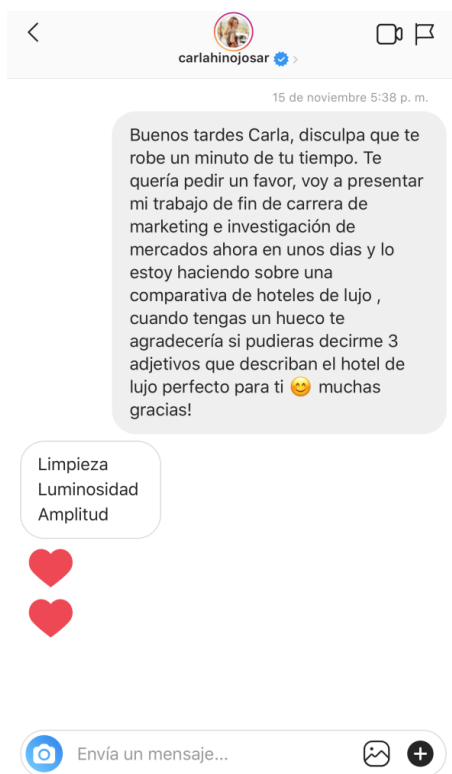 carlahinojosar
15 de noviembre 5:38 p. m.
Buenos tardes Carla, disculpa que te
robe un minuto de tu tiempo. Te
quería pedir un favor, voy a presentar
mi trabajo de fin de carrera de
marketing e investigación de
mercados ahora en unos dias y lo
estoy haciendo sobre una
comparativa de hoteles de lujo ,
cuando tengas un hueco te
agradecería si pudieras decirme 3
adjetivos que describan el hotel de
lujo perfecto para ti 😊 muchas
gracias!
Limpieza
Luminosidad
Amplitud
Envía un mensaje...